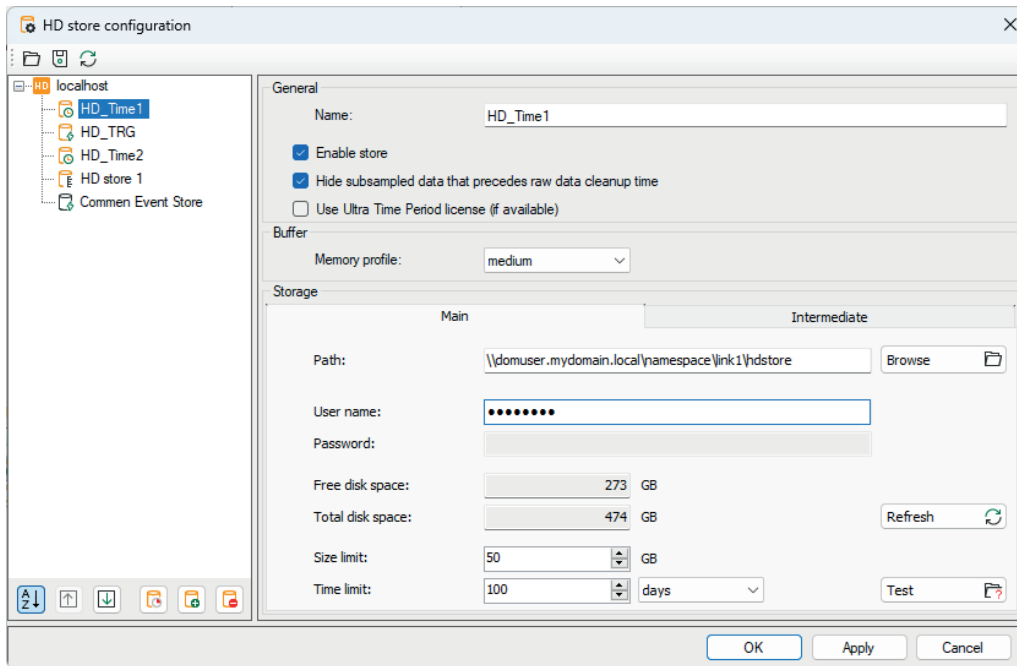 HD store configuration
HD localhost
HD_Time1
HD_TRG
HD_Time2
HD store 1
Commen Event Store
A
Z
General
Name: HD_Time1
Enable store
Hide subsampled data that precedes raw data cleanup time
Use Ultra Time Period license (if available)
Buffer
Memory profile: medium
Storage
Main Intermediate
Path: \\domuser.mydomain.local\namespace\link1\hdstore Browse
User name: ●●●●●●●●
Password:
Free disk space: 273 GB
Total disk space: 474 GB Refresh
Size limit: 50 GB
Time limit: 100 days Test
OK Apply Cancel